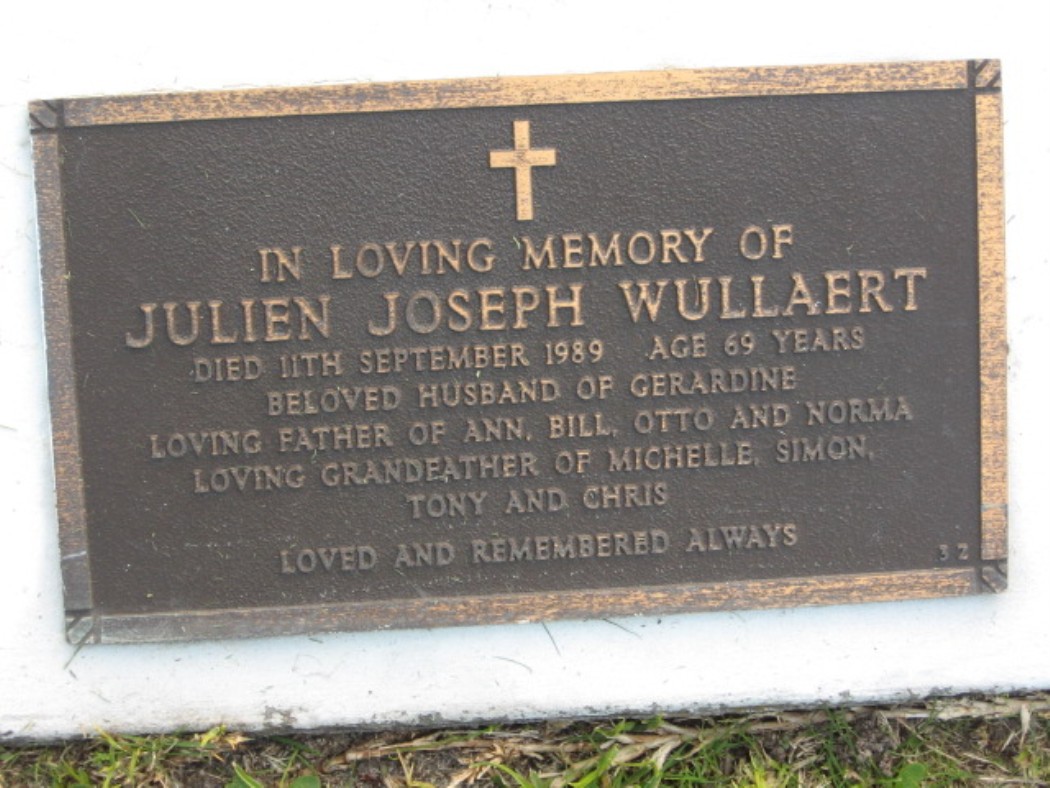 IN LOVING MEMORY OF
JULIEN JOSEPH WULLAERT
DIED 11TH SEPTEMBER 1989 AGE 69 YEARS
BELOVED HUSBAND OF GERARDINE
LOVING FATHER OF ANN, BILL, OTTO AND NORMA
LOVING GRANDFATHER OF MICHELLE, SIMON,
TONY AND CHRIS
LOVED AND REMEMBERED ALWAYS
32